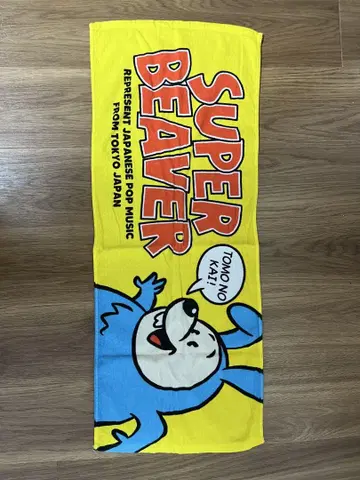 SUPER
BEAVER
REPRESENT JAPANESE POP MUSIC
FROM TOKYO JAPAN
TOMO NO
KAI!